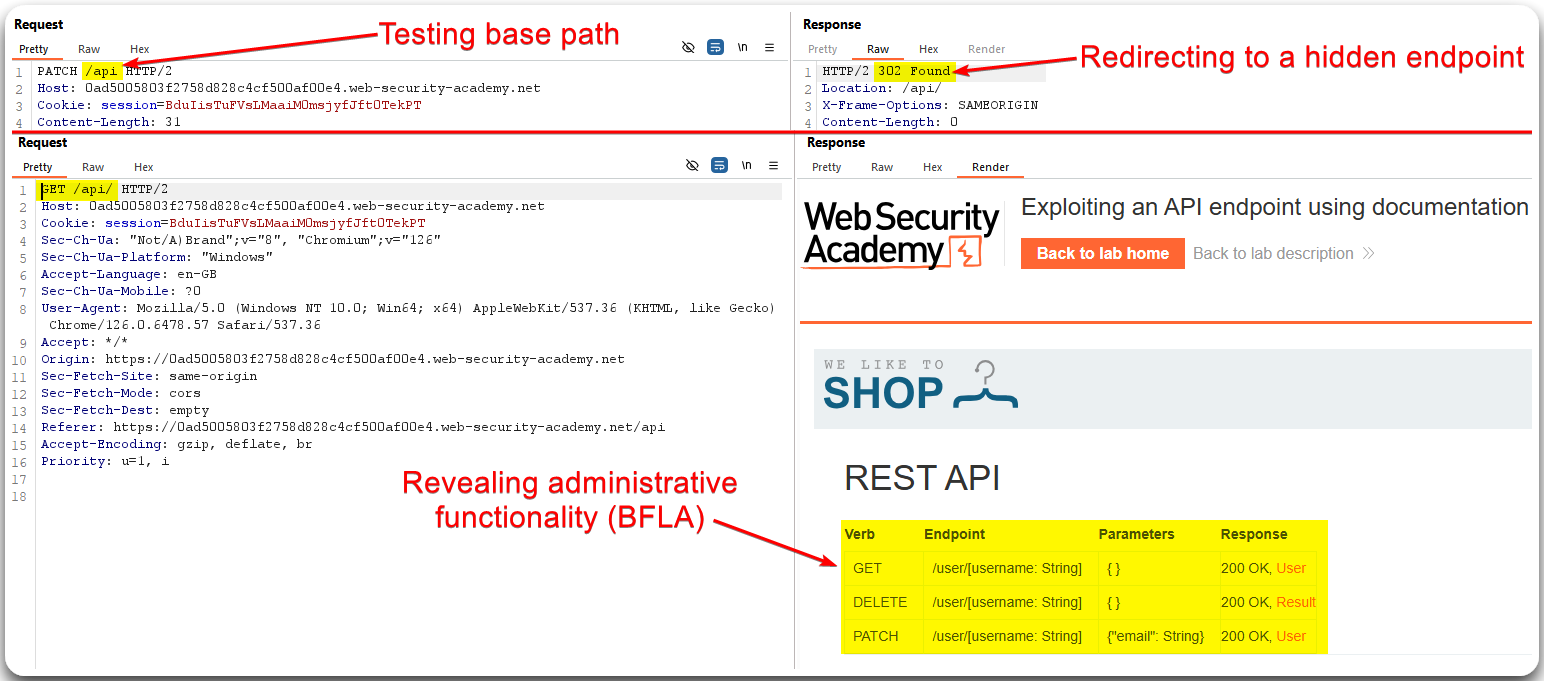 Request
Testing base path
Pretty Raw Hex
\n
1 PATCH /api HTTP/2
2 Host: 0ad5005803f2758d828c4cf500af00e4.web-security-academy.net
3 Cookie: session=BduIisTuFVsLMaaiM0msjyfJft0TekPT
4 Content-Length: 31
Response
Pretty Raw Hex Render
Redirecting to a hidden endpoint
1 HTTP/2 302 Found
2 Location: /api/
3 X-Frame-Options: SAMEORIGIN
4 Content-Length: 0
Request
Pretty Raw Hex
\n
1 GET /api/ HTTP/2
2 Host: 0ad5005803f2758d828c4cf500af00e4.web-security-academy.net
3 Cookie: session=BduIisTuFVsLMaaiM0msjyfJft0TekPT
4 Sec-Ch-Ua: "Not/A)Brand";v="8", "Chromium";v="126"
5 Sec-Ch-Ua-Platform: "Windows"
6 Accept-Language: en-GB
7 Sec-Ch-Ua-Mobile: ?0
8 User-Agent: Mozilla/5.0 (Windows NT 10.0; Win64; x64) AppleWebKit/537.36 (KHTML, like Gecko)
Chrome/126.0.6478.57 Safari/537.36
9 Accept: */*
10 Origin: https://0ad5005803f2758d828c4cf500af00e4.web-security-academy.net
11 Sec-Fetch-Site: same-origin
12 Sec-Fetch-Mode: cors
13 Sec-Fetch-Dest: empty
14 Referer: https://0ad5005803f2758d828c4cf500af00e4.web-security-academy.net/api
15 Accept-Encoding: gzip, deflate, br
16 Priority: u=1, i
17
18
Revealing administrative
functionality (BFLA)
Response
Pretty Raw Hex Render
Web Security
Academy
Exploiting an API endpoint using documentation
Back to lab home Back to lab description
WE LIKE TO
SHOP
REST API
Verb Endpoint Parameters Response
GET /user/[username: String] { } 200 OK, User
DELETE /user/[username: String] { } 200 OK, Result
PATCH /user/[username: String] {"email": String} 200 OK, User